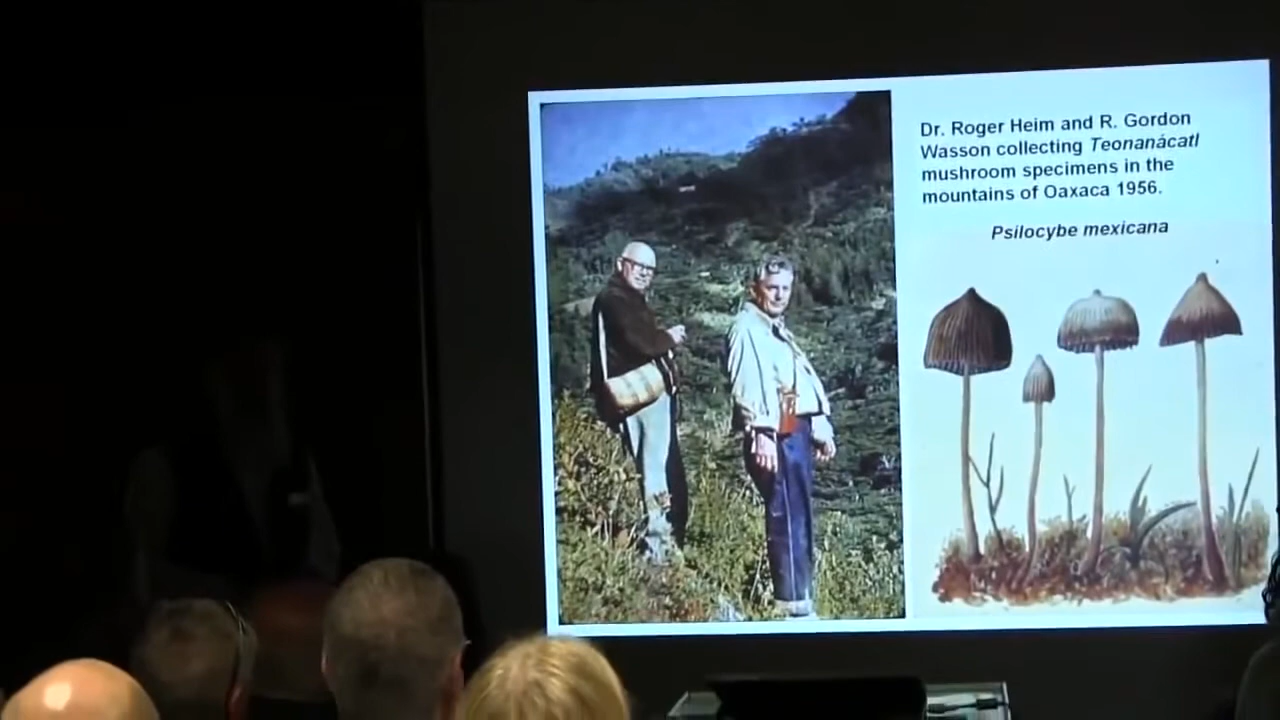 Dr. Roger Heim and R. Gordon
Wasson collecting Teonanácatl
mushroom specimens in the
mountains of Oaxaca 1956.
Psilocybe mexicana